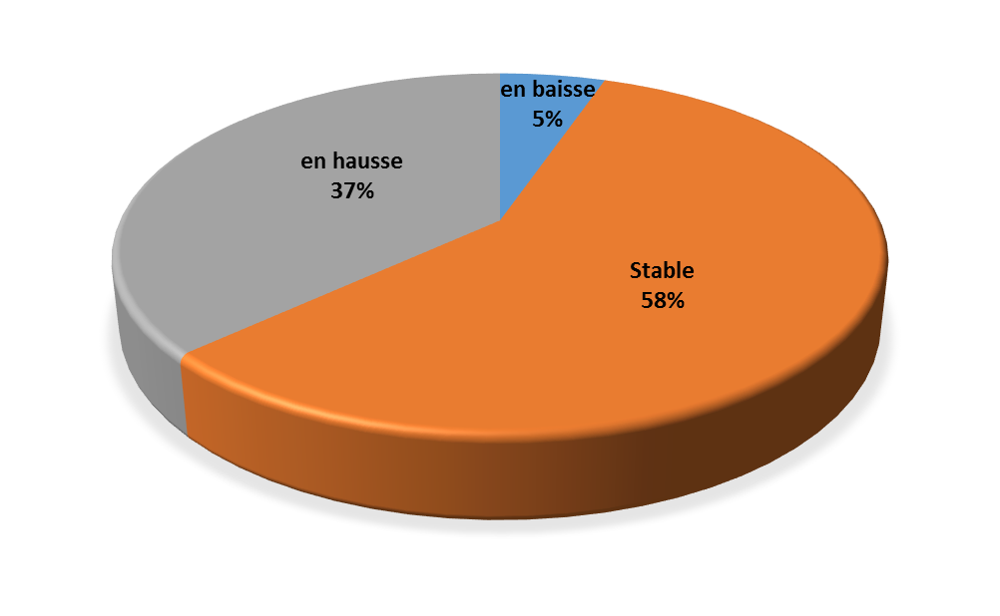 en baisse
5%
en hausse
37%
Stable
58%